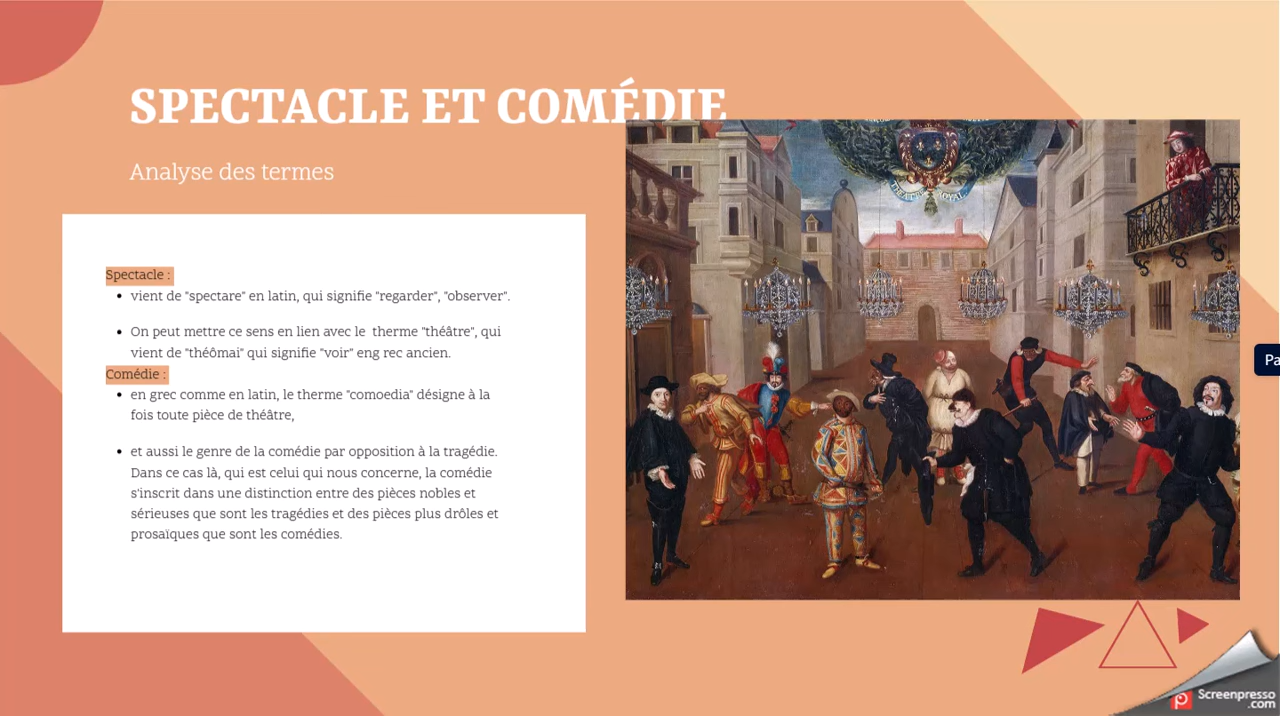 SPECTACLE ET COMÉDIE
Analyse des termes
Spectacle :
• vient de "spectare" en latin, qui signifie "regarder", "observer".
• On peut mettre ce sens en lien avec le  therme "théâtre", qui
vient de "théômai" qui signifie "voir" eng rec ancien.
Comédie :
• en grec comme en latin, le therme "comoedia" désigne à la
fois toute pièce de théâtre,
• et aussi le genre de la comédie par opposition à la tragédie.
Dans ce cas là, qui est celui qui nous concerne, la comédie
s'inscrit dans une distinction entre des pièces nobles et
sérieuses que sont les tragédies et des pièces plus drôles et
prosaïques que sont les comédies.
ROYAL
Pa
Screenpresso
.com